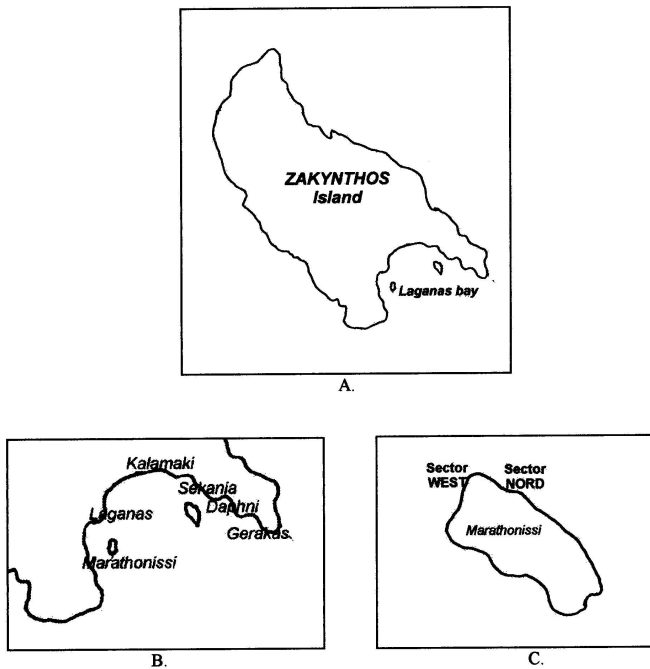 ZAKYNTHOS
Island
Laganas bay
A.
Kalamaki
Sekania
Daphni
Laganas
Gerakas
Marathonissi
B.
Sector
WEST
Sector
NORD
Marathonissi
C.